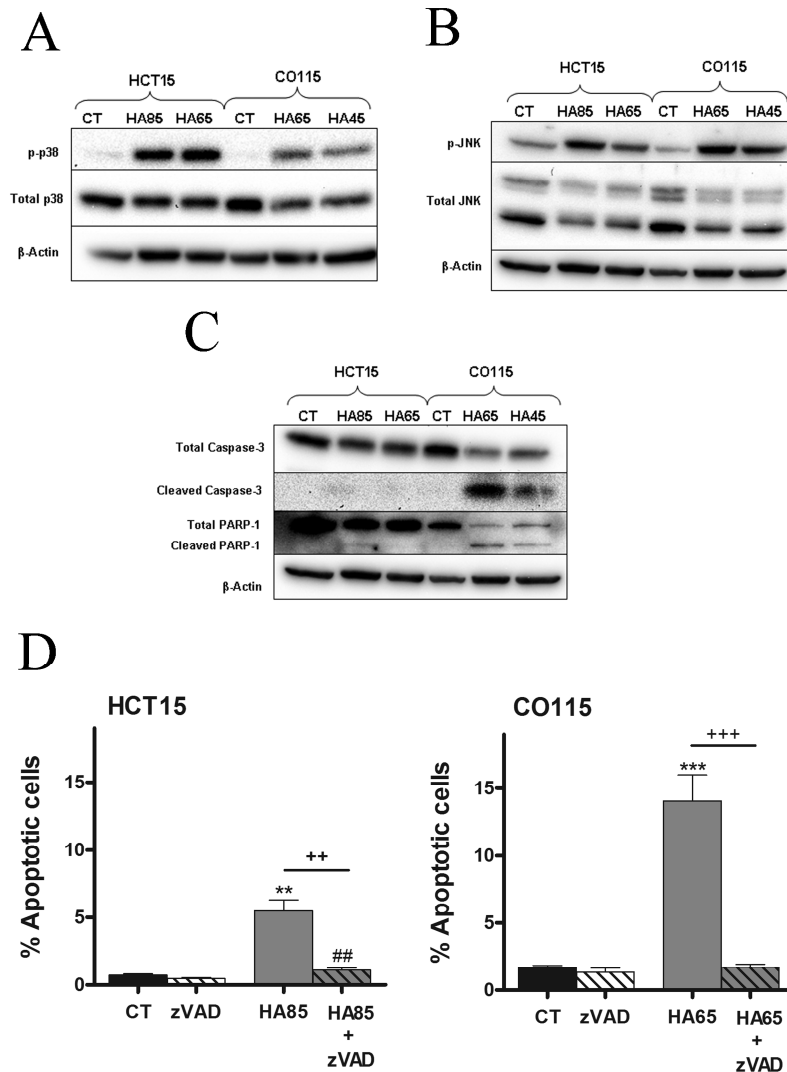 A
HCT15 CO115
CT HA85 HA65 CT HA65 HA45
p-p38
Total p38
β-Actin
B
HCT15 CO115
CT HA85 HA65 CT HA65 HA45
p-JNK
Total JNK
β-Actin
C
HCT15 CO115
CT HA85 HA65 CT HA65 HA45
Total Caspase-3
Cleaved Caspase-3
Total PARP-1
Cleaved PARP-1
β-Actin
D
HCT15
% Apoptotic cells
15
10
5
0
++
**
##
CT zVAD HA85 HA85
+
zVAD
CO115
% Apoptotic cells
15
10
5
0
+++
***
CT zVAD HA65 HA65
+
zVAD